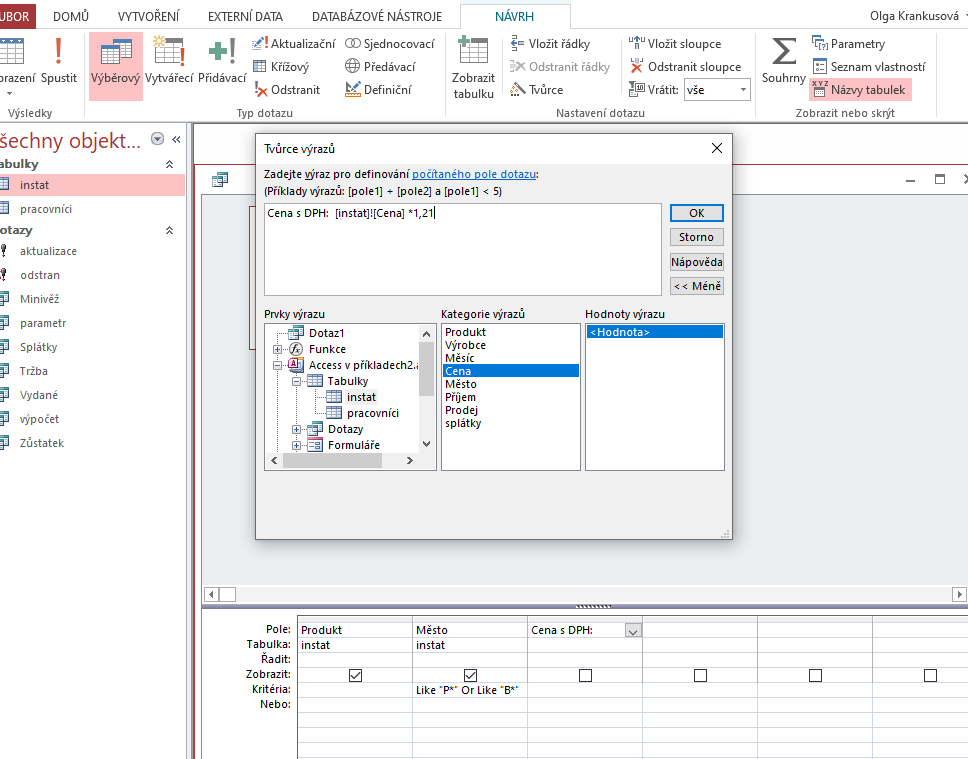 UBOR DOMŮ VYTVOŘENÍ EXTERNÍ DATA DATABÁZOVÉ NÁSTROJE NÁVRH Olga Krankusová
razení Spustit
Výběrový Vytvářecí Přidávací
Aktualizační
Křížový
Odstranit
Sjednocovací
Předávací
Definiční
Zobrazit
tabulku
Vložit řádky
Odstranit řádky
Tvůrce
Vložit sloupce
Odstranit sloupce
Vrátit: vše
Souhrny
Parametry
Seznam vlastností
Názvy tabulek
Výsledky Typ dotazu Nastavení dotazu Zobrazit nebo skrýt
šechny objekt... «
abulky
instat
pracovníci
otazy
aktualizace
odstran
Minivěž
parametr
Splátky
Tržba
Vydané
výpočet
Zůstatek
Tvůrce výrazů
Zadejte výraz pro definování počítaného pole dotazu:
(Příklady výrazů: [pole1] + [pole2] a [pole1] < 5)
Cena s DPH: [instat]![Cena] *1,21
OK
Storno
Nápověda
<< Méně
Prvky výrazu
Dotaz1
Funkce
Access v příkladech2.a
Tabulky
instat
pracovníci
Dotazy
Formuláře
Kategorie výrazů
Produkt
Výrobce
Měsíc
Cena
Město
Příjem
Prodej
splátky
Hodnoty výrazu
<Hodnota>
Pole: Produkt Město Cena s DPH:
Tabulka: instat instat
Řadit:
Zobrazit:
Kritéria: Like "P*" Or Like "B*"
Nebo: